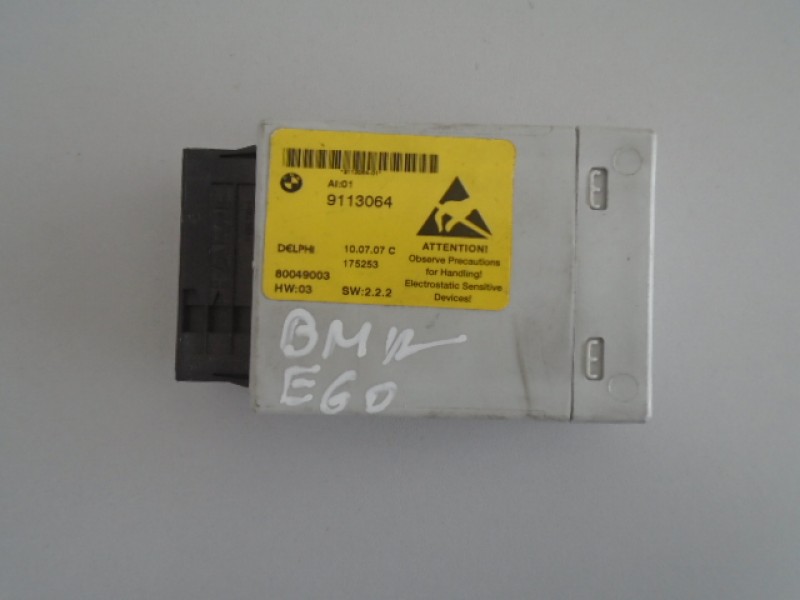 AI:01
9113064
DELPHI
10.07.07 C
175253
80049003
HW:03
SW:2.2.2
ATTENTION!
Observe Precautions
for Handling!
Electrostatic Sensitive
Devices!
BMW
E60